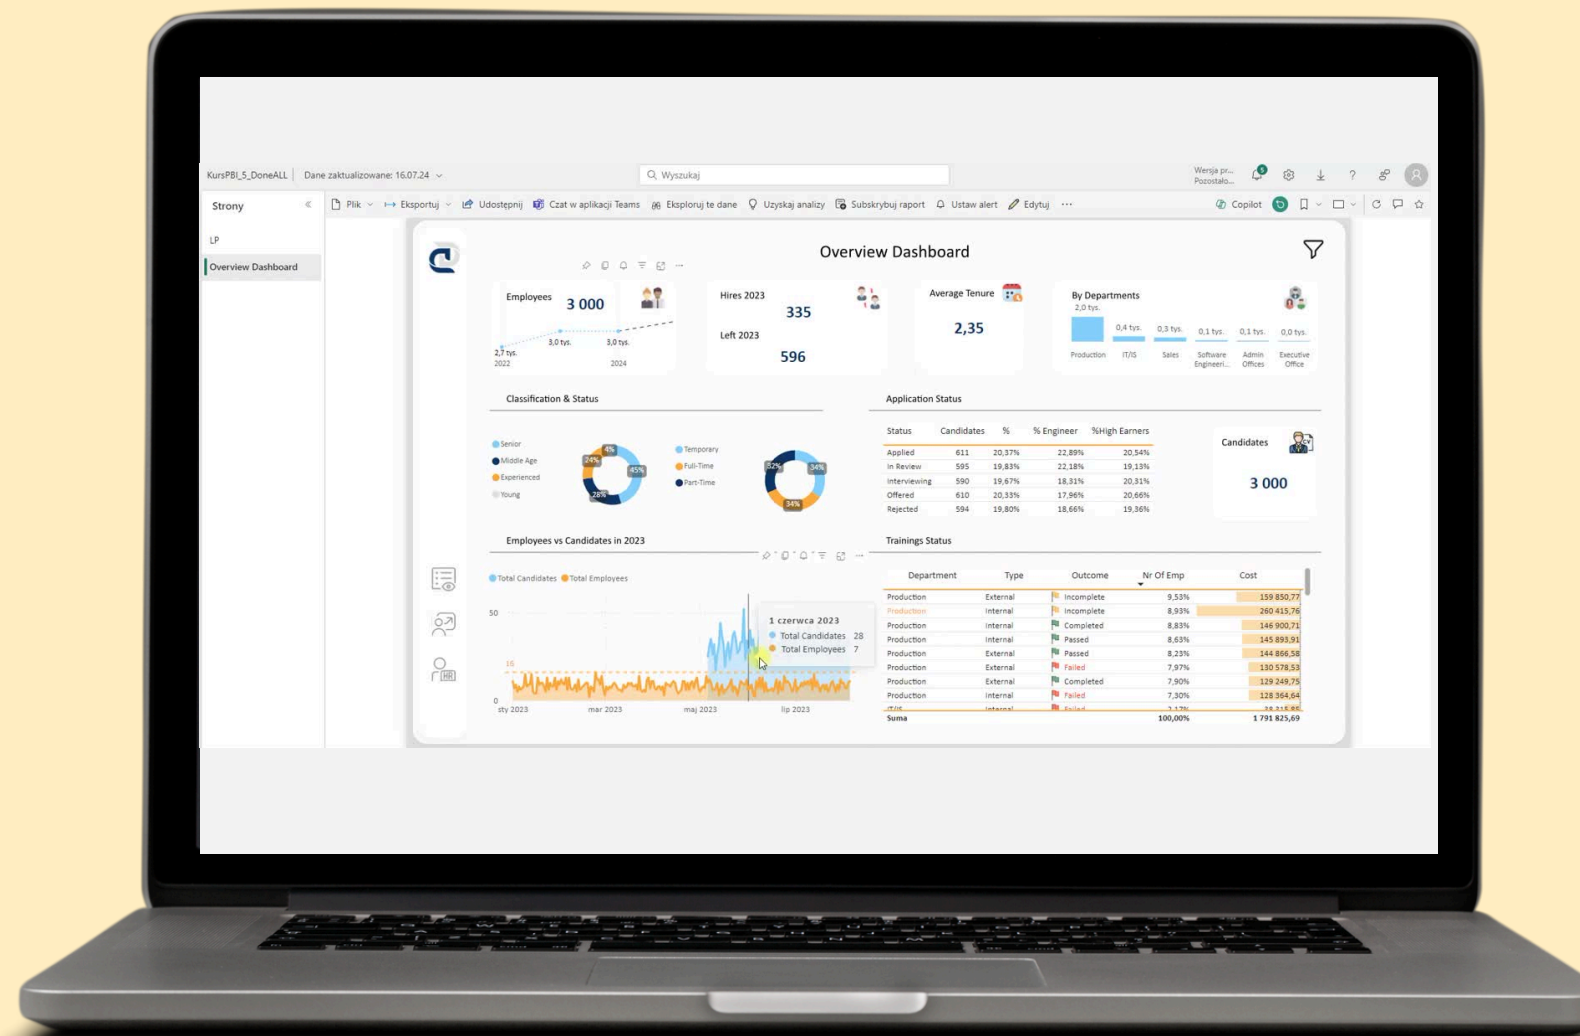 KursPBI_5_DoneALL | Dane zaktualizowane: 16.07.24
Wyszukaj
Wersja pr...
Pozostało...
5
?
Strony
Plik
Eksportuj
Udostępnij
Czat w aplikacji Teams
Eksploruj te dane
Uzyskaj analizy
Subskrybuj raport
Ustaw alert
Edytuj
...
Copilot
LP
Overview Dashboard
Overview Dashboard
Employees
3 000
2,7 tys.
3,0 tys.
3,0 tys.
2022
2024
Hires 2023
335
Left 2023
596
Average Tenure
2,35
By Departments
2,0 tys.
0,4 tys.
0,3 tys.
0,1 tys.
0,1 tys.
0,0 tys.
Production
IT/IS
Sales
Software Engineeri...
Admin Offices
Executive Office
Classification & Status
Senior
Middle Age
Experienced
Young
4%
24%
45%
28%
Temporary
Full-Time
Part-Time
32%
34%
34%
Application Status
Status Candidates % % Engineer %High Earners
Applied 611 20,37% 22,89% 20,54%
In Review 595 19,83% 22,18% 19,13%
Interviewing 590 19,67% 18,31% 20,31%
Offered 610 20,33% 17,96% 20,66%
Rejected 594 19,80% 18,66% 19,36%
Candidates
CV
3 000
Employees vs Candidates in 2023
Total Candidates Total Employees
50
16
0
sty 2023
mar 2023
maj 2023
lip 2023
1 czerwca 2023
Total Candidates 28
Total Employees 7
HR
Trainings Status
Department Type Outcome Nr Of Emp Cost
Production External Incomplete 9,53% 159 850,77
Production Internal Incomplete 8,93% 260 415,76
Production Internal Completed 8,83% 146 900,71
Production Internal Passed 8,63% 145 893,91
Production External Passed 8,25% 144 866,58
Production External Failed 7,97% 130 578,53
Production External Completed 7,90% 129 249,75
Production Internal Failed 7,30% 128 364,64
IT/IS Internal Failed 2,17%
Suma 100,00% 1 791 825,69